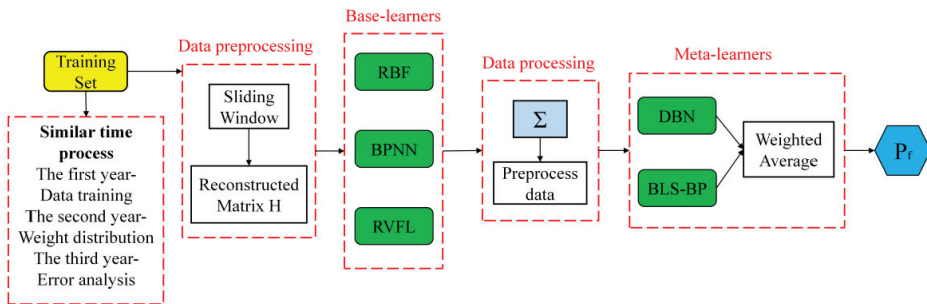 Training
Set
Similar time
process
The first year-
Data training
The second year-
Weight distribution
The third year-
Error analysis
Data preprocessing
Sliding
Window
Reconstructed
Matrix H
Base-learners
RBF
BPNN
RVFL
Data processing
Σ
Preprocess
data
Meta-learners
DBN
BLS-BP
Weighted
Average
Pf